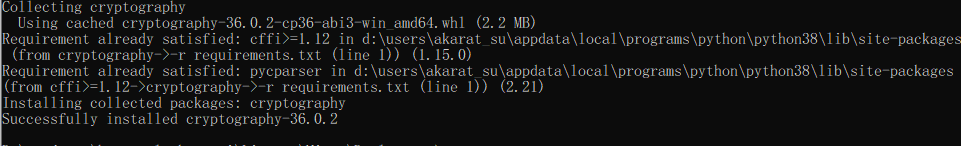 Collecting cryptography
  Using cached cryptography-36.0.2-cp36-abi3-win_amd64.whl (2.2 MB)
Requirement already satisfied: cffi>=1.12 in d:\users\akarat_su\appdata\local\programs\python\python38\lib\site-packages
 (from cryptography->-r requirements.txt (line 1)) (1.15.0)
Requirement already satisfied: pycparser in d:\users\akarat_su\appdata\local\programs\python\python38\lib\site-packages
(from cffi>=1.12->cryptography->-r requirements.txt (line 1)) (2.21)
Installing collected packages: cryptography
Successfully installed cryptography-36.0.2